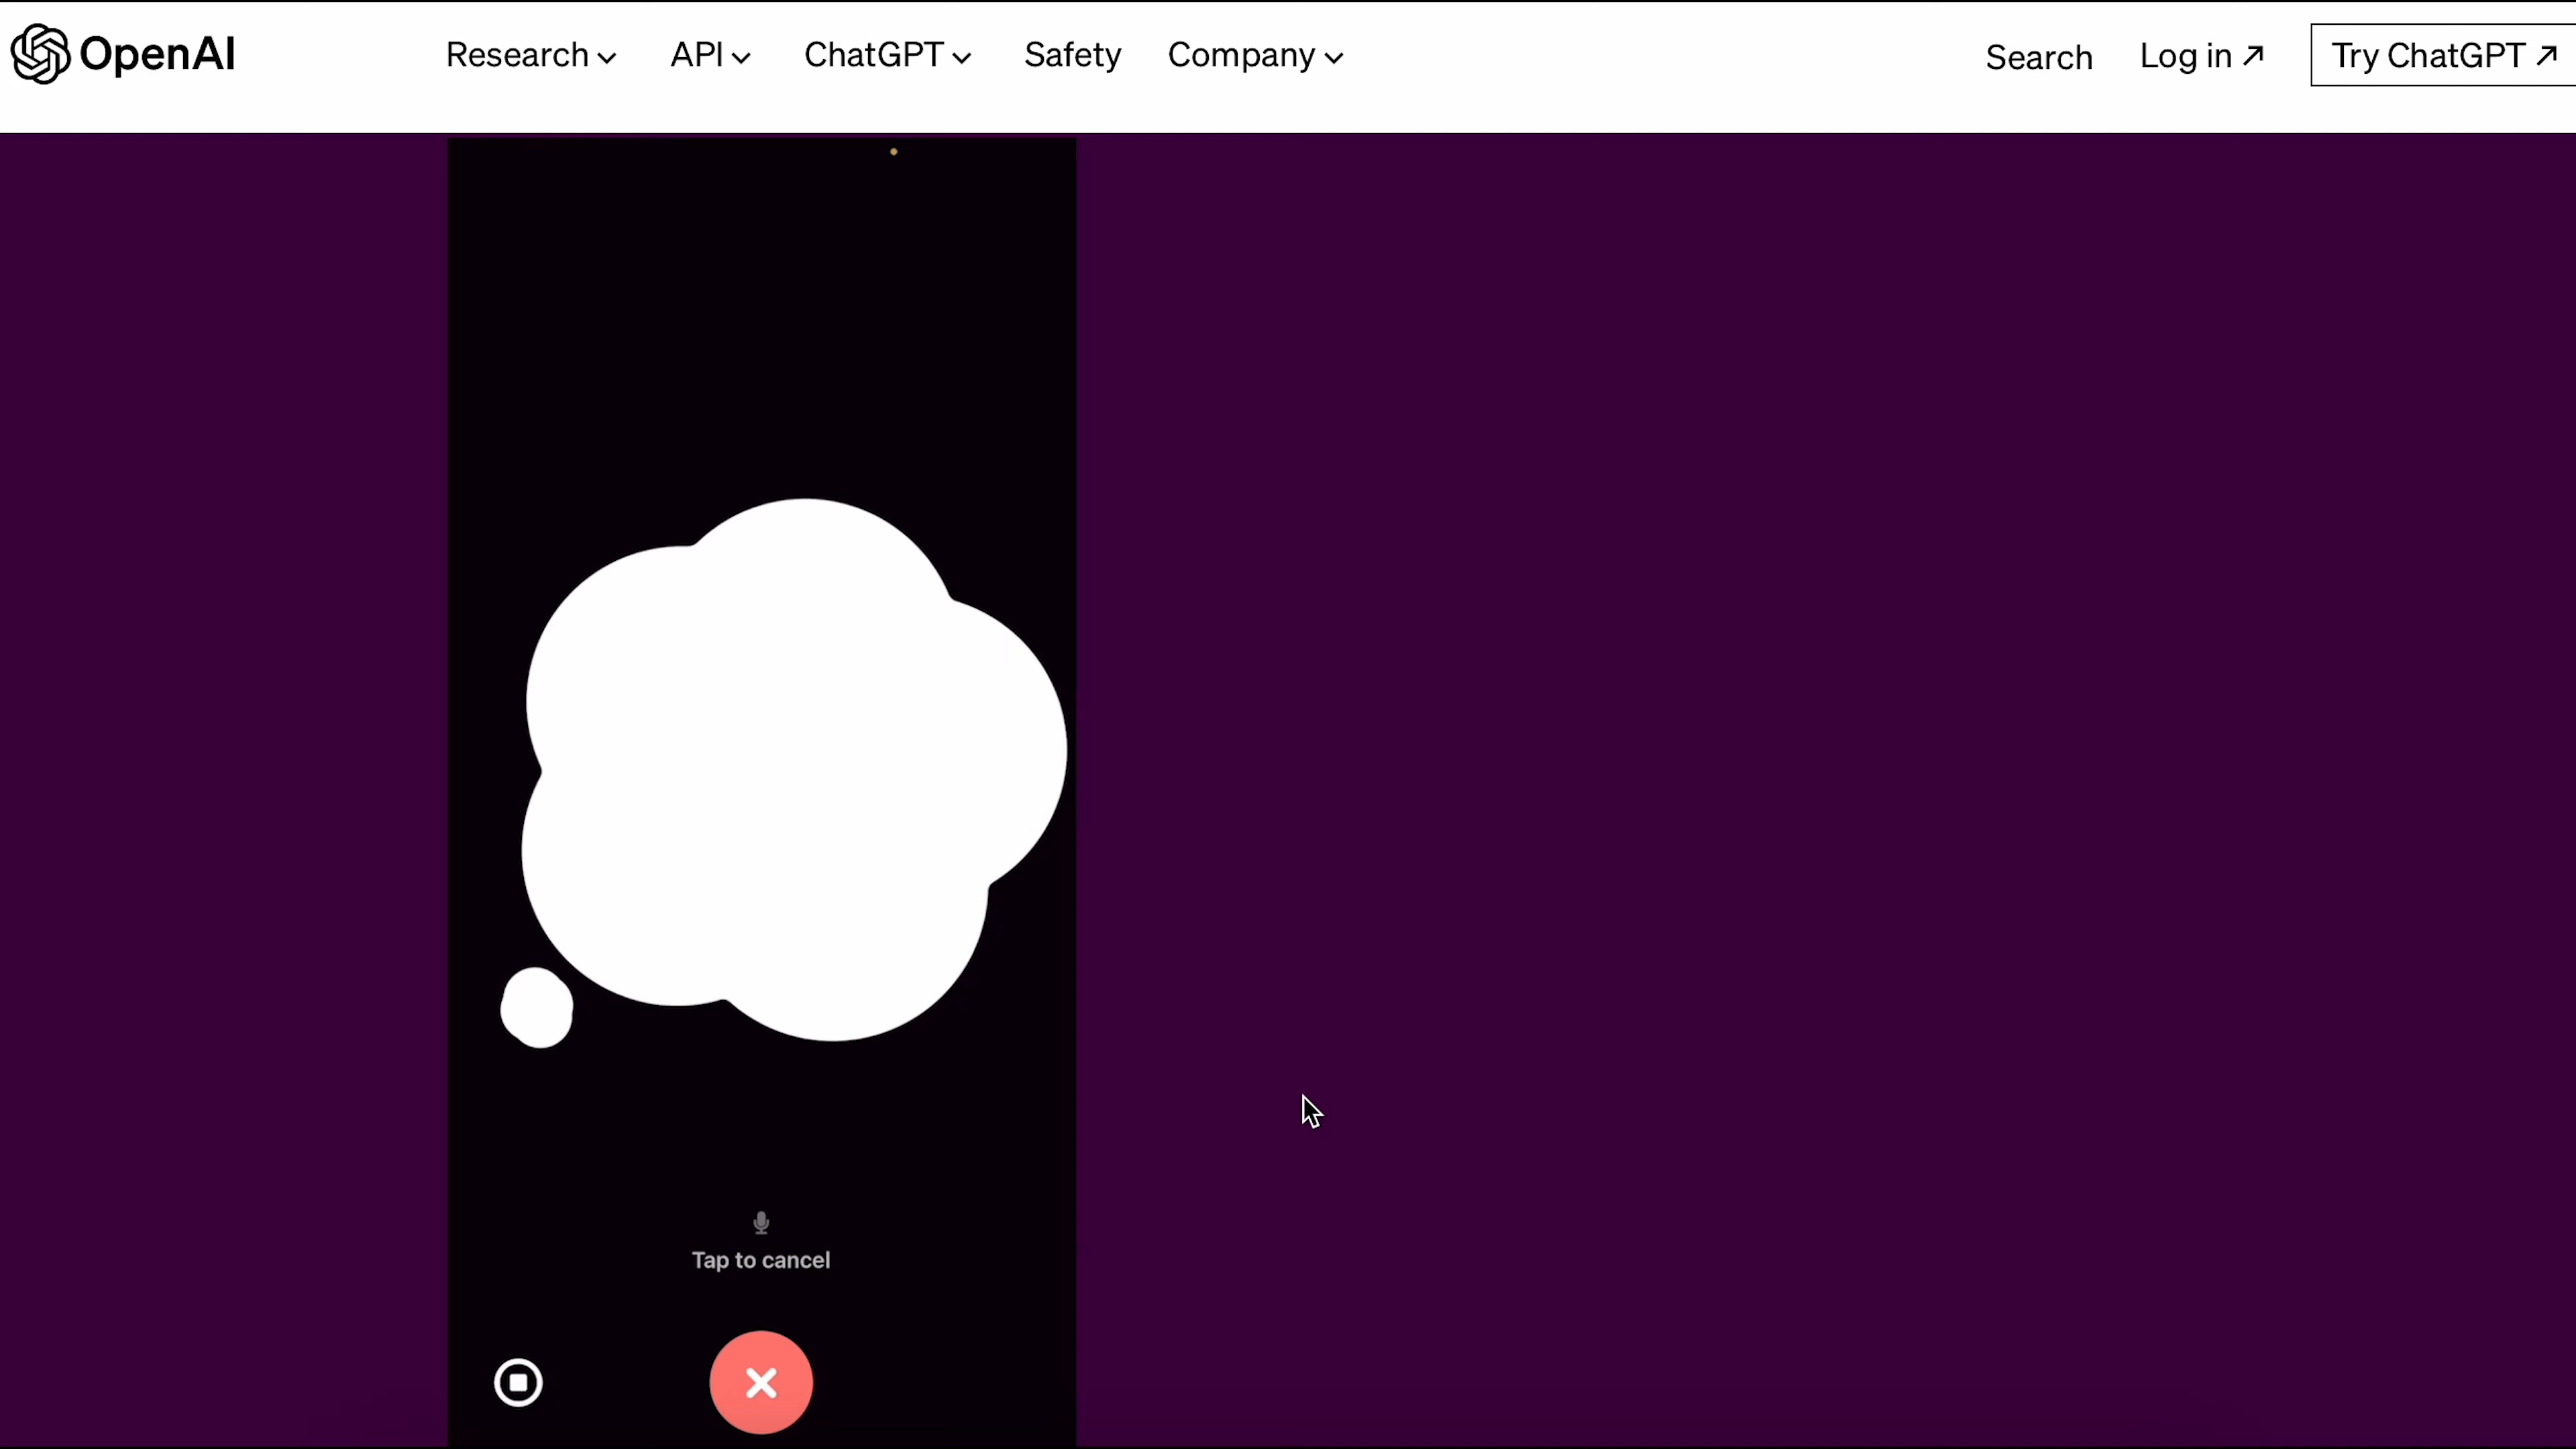 OpenAI Research API ChatGPT Safety Company Search Log in ↗ Try ChatGPT ↗
Tap to cancel